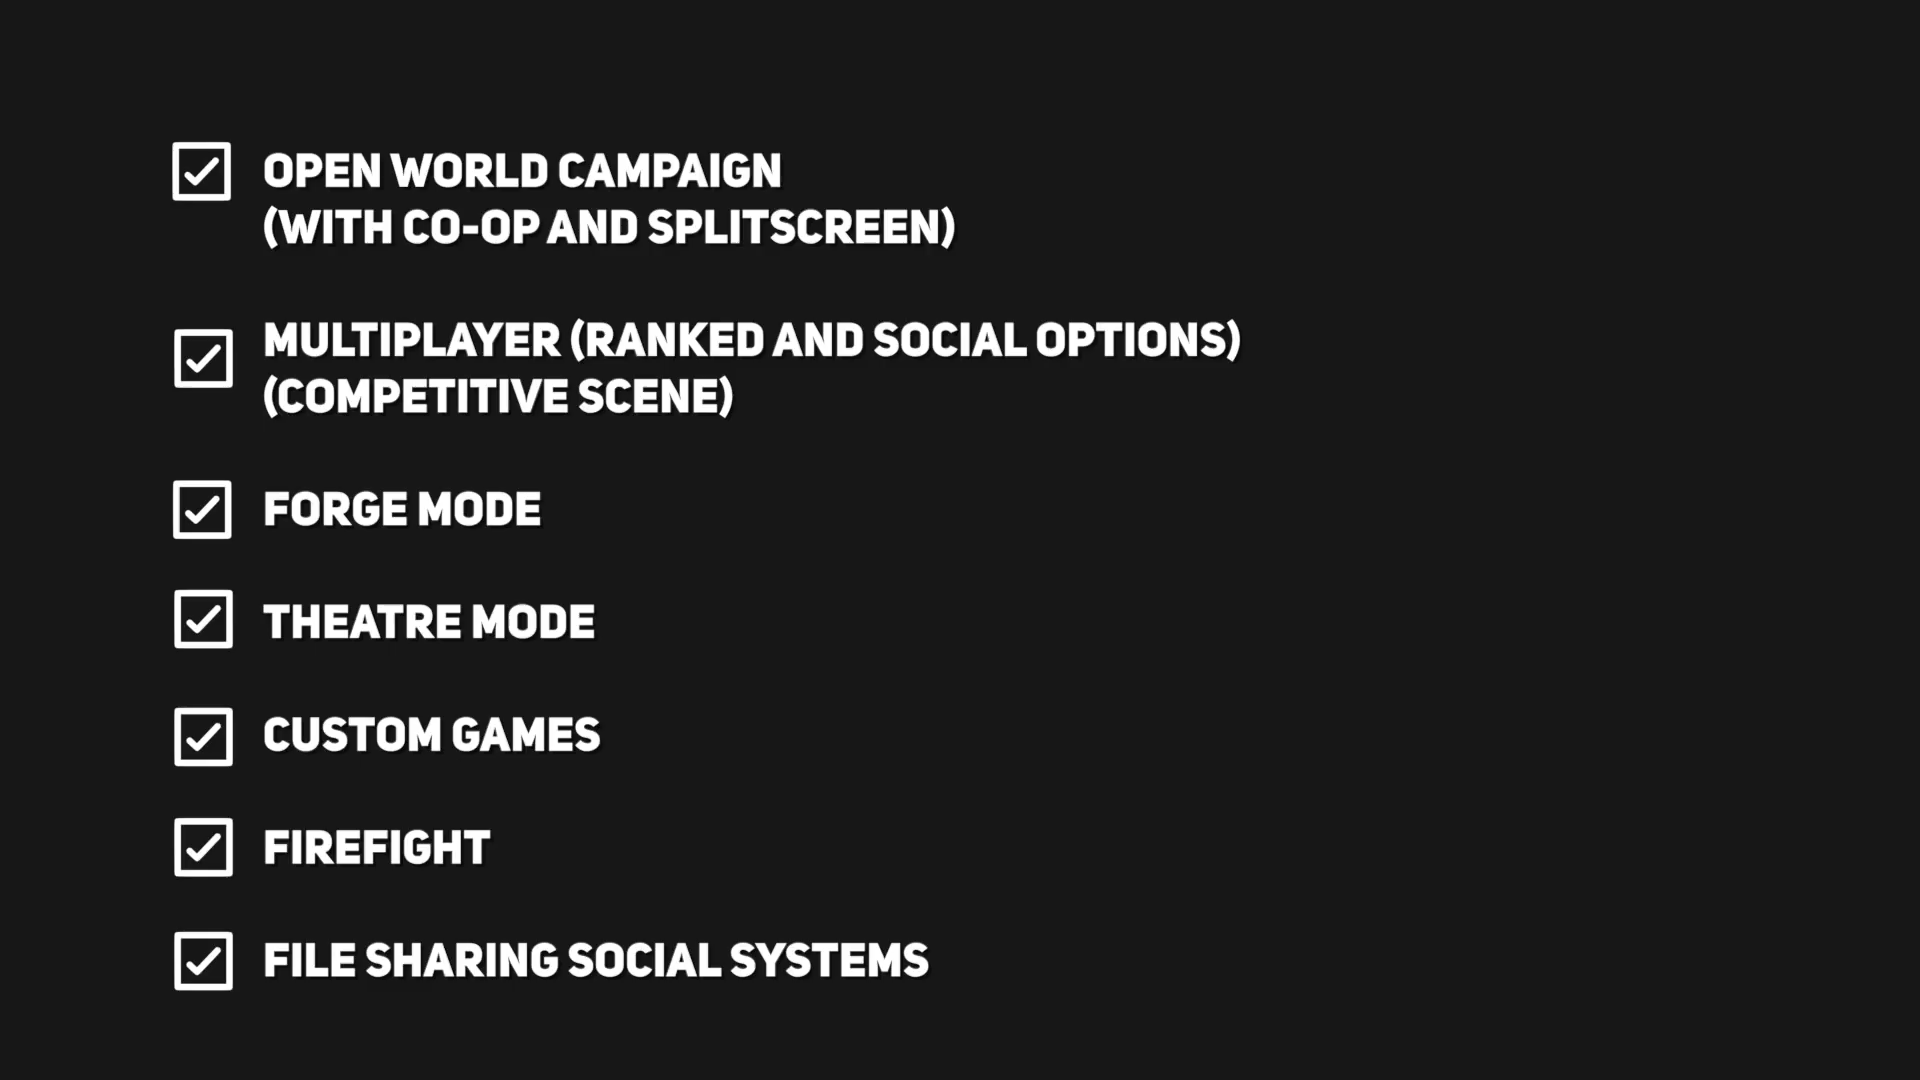 OPEN WORLD CAMPAIGN
(WITH CO-OP AND SPLITSCREEN)
MULTIPLAYER (RANKED AND SOCIAL OPTIONS)
(COMPETITIVE SCENE)
FORGE MODE
THEATRE MODE
CUSTOM GAMES
FIREFIGHT
FILE SHARING SOCIAL SYSTEMS